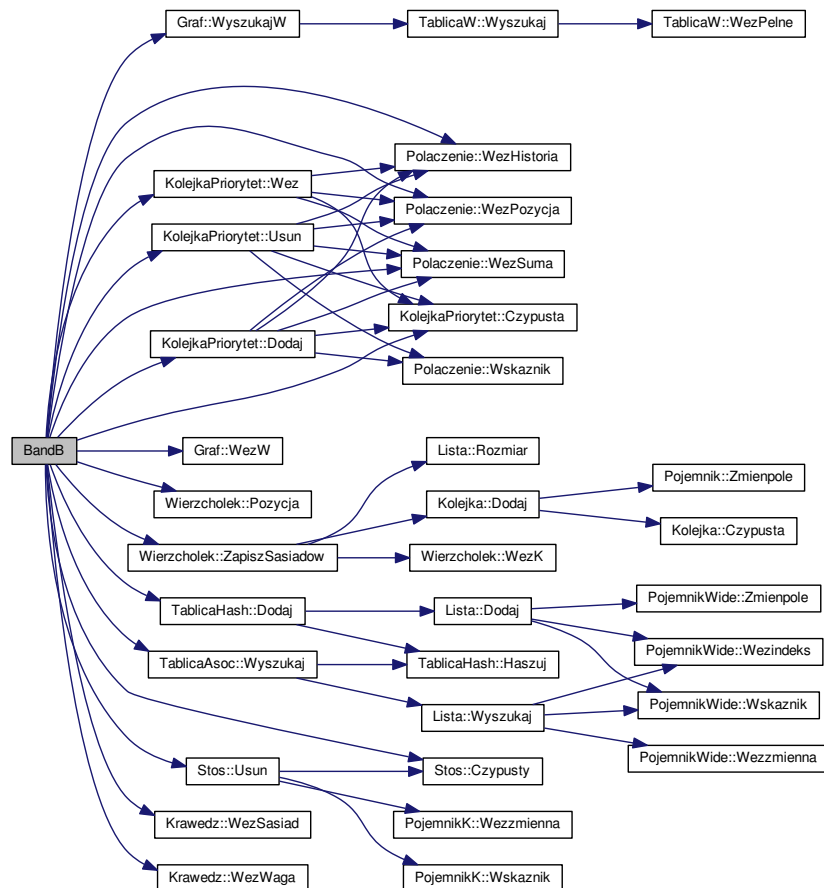 Graf::WyszukajW
TablicaW::Wyszukaj
TablicaW::WezPelne
Polaczenie::WezHistoria
KolejkaPriorytet::Wez
Polaczenie::WezPozycja
KolejkaPriorytet::Usun
Polaczenie::WezSuma
KolejkaPriorytet::Czypusta
KolejkaPriorytet::Dodaj
Polaczenie::Wskaznik
BandB
Graf::WezW
Lista::Rozmiar
Pojemnik::Zmienpole
Wierzcholek::Pozycja
Kolejka::Dodaj
Kolejka::Czypusta
Wierzcholek::ZapiszSasiadow
Wierzcholek::WezK
PojemnikWide::Zmienpole
TablicaHash::Dodaj
Lista::Dodaj
PojemnikWide::Wezindeks
TablicaAsoc::Wyszukaj
TablicaHash::Haszuj
PojemnikWide::Wskaznik
Lista::Wyszukaj
PojemnikWide::Wezzmienna
Stos::Usun
Stos::Czypusty
Krawedz::WezSasiad
PojemnikK::Wezzmienna
Krawedz::WezWaga
PojemnikK::Wskaznik